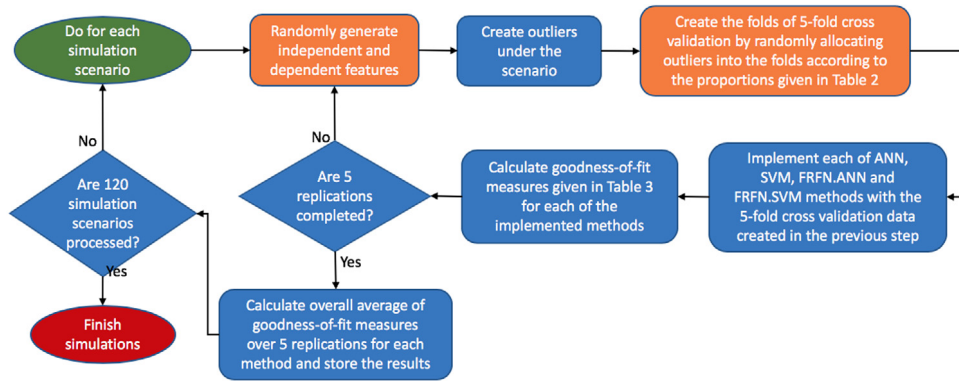 Do for each
simulation
scenario
Randomly generate
independent and
dependent features
Create outliers
under the
scenario
Create the folds of 5-fold cross
validation by randomly allocating
outliers into the folds according to
the proportions given in Table 2
Implement each of ANN,
SVM, FRFN.ANN and
FRFN.SVM methods with the
5-fold cross validation data
created in the previous step
Calculate goodness-of-fit
measures given in Table 3
for each of the
implemented methods
Are 5
replications
completed?
No
Yes
Calculate overall average of
goodness-of-fit measures
over 5 replications for each
method and store the results
Are 120
simulation
scenarios
processed?
No
Yes
Finish
simulations